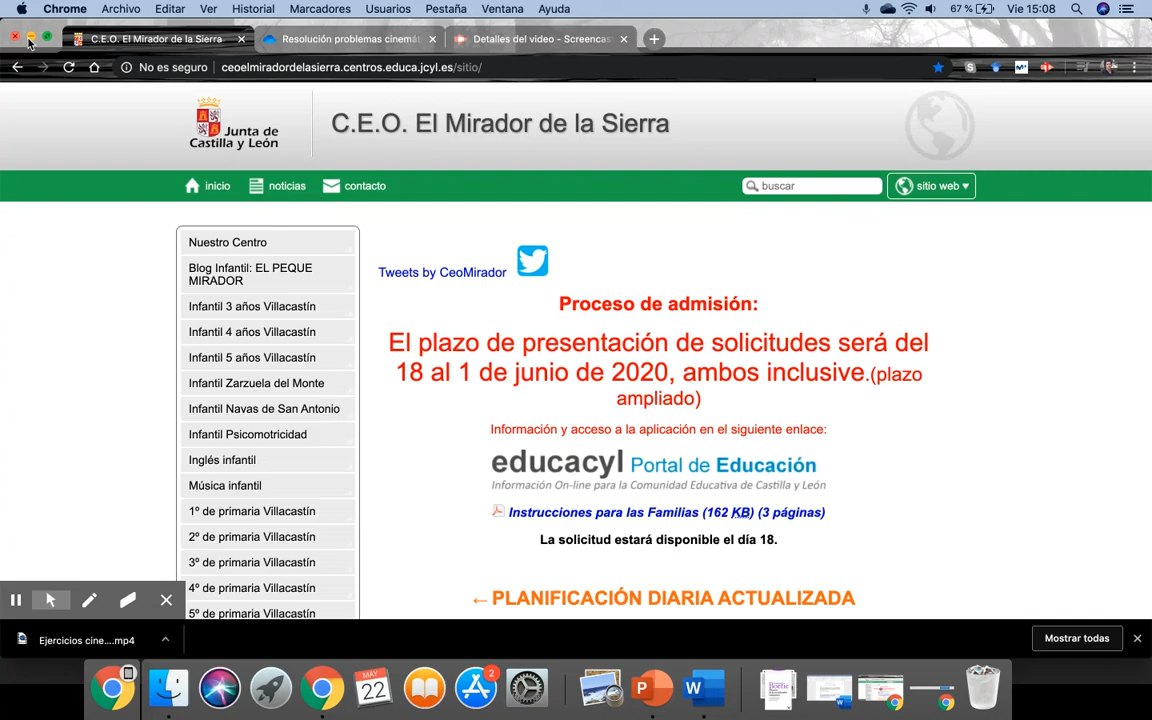 Chrome Archivo Editar Ver Historial Marcadores Usuarios Pestaña Ventana Ayuda 67 % Vie 15:08
C.E.O. El Mirador de la Sierra Resolución problemas cinemát Detalles del video - Screencas
No es seguro ceoelmiradordelasierra.centros.educa.jcyl.es/sitio/
Junta de
Castilla y León
C.E.O. El Mirador de la Sierra
inicio noticias contacto buscar sitio web
Nuestro Centro
Blog Infantil: EL PEQUE
MIRADOR
Infantil 3 años Villacastín
Infantil 4 años Villacastín
Infantil 5 años Villacastín
Infantil Zarzuela del Monte
Infantil Navas de San Antonio
Infantil Psicomotricidad
Inglés infantil
Música infantil
1º de primaria Villacastín
2º de primaria Villacastín
3º de primaria Villacastín
4º de primaria Villacastín
5º de primaria Villacastín
Tweets by CeoMirador
Proceso de admisión:
El plazo de presentación de solicitudes será del
18 al 1 de junio de 2020, ambos inclusive.(plazo
ampliado)
Información y acceso a la aplicación en el siguiente enlace:
educacyl Portal de Educación
Información On-line para la Comunidad Educativa de Castilla y León
Instrucciones para las Familias (162 KB) (3 páginas)
La solicitud estará disponible el día 18.
←PLANIFICACIÓN DIARIA ACTUALIZADA
Ejercicios cine....mp4 Mostrar todas
MAY
22
2
P
W